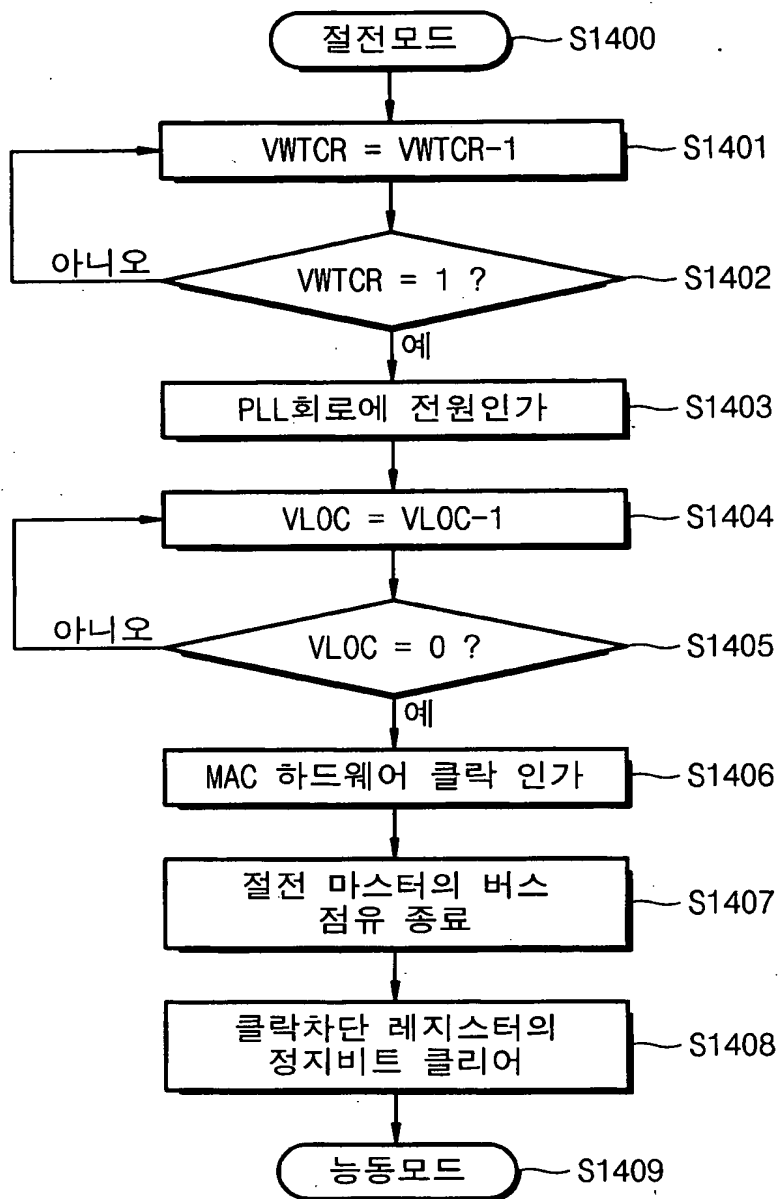 절전모드 S1400
VWTCR = VWTCR-1 S1401
아니오
VWTCR = 1 ? S1402
예
PLL회로에 전원인가 S1403
VLOC = VLOC-1 S1404
아니오
VLOC = 0 ? S1405
예
MAC 하드웨어 클락 인가 S1406
절전 마스터의 버스
점유 종료 S1407
클락차단 레지스터의
정지비트 클리어 S1408
능동모드 S1409